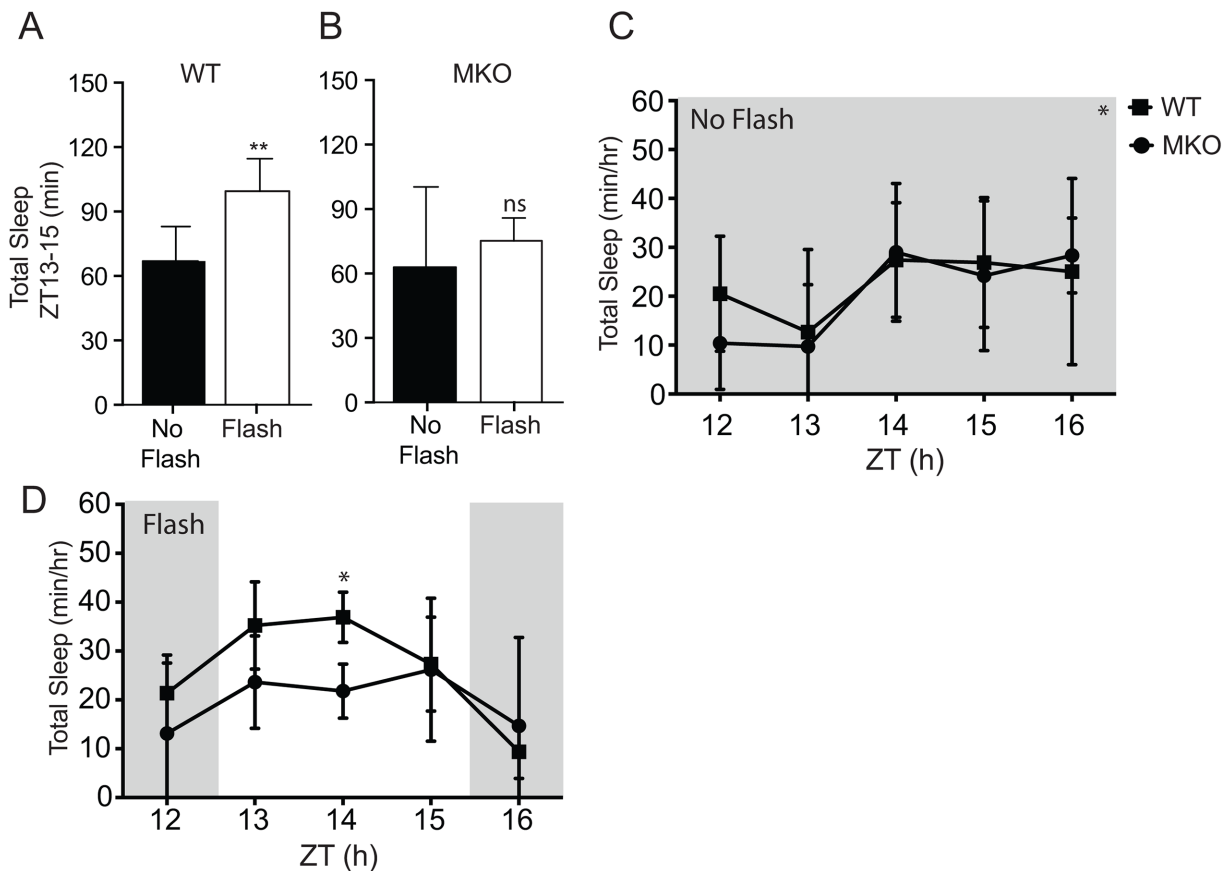 A
WT
Total Sleep
ZT13-15 (min)
150
120
90
60
30
0
**
No
Flash
Flash
B
MKO
150
120
90
60
30
0
ns
No
Flash
Flash
C
No Flash
*
Total Sleep (min/hr)
60
50
40
30
20
10
0
12 13 14 15 16
ZT (h)
WT
MKO
D
Flash
*
Total Sleep (min/hr)
60
50
40
30
20
10
0
12 13 14 15 16
ZT (h)